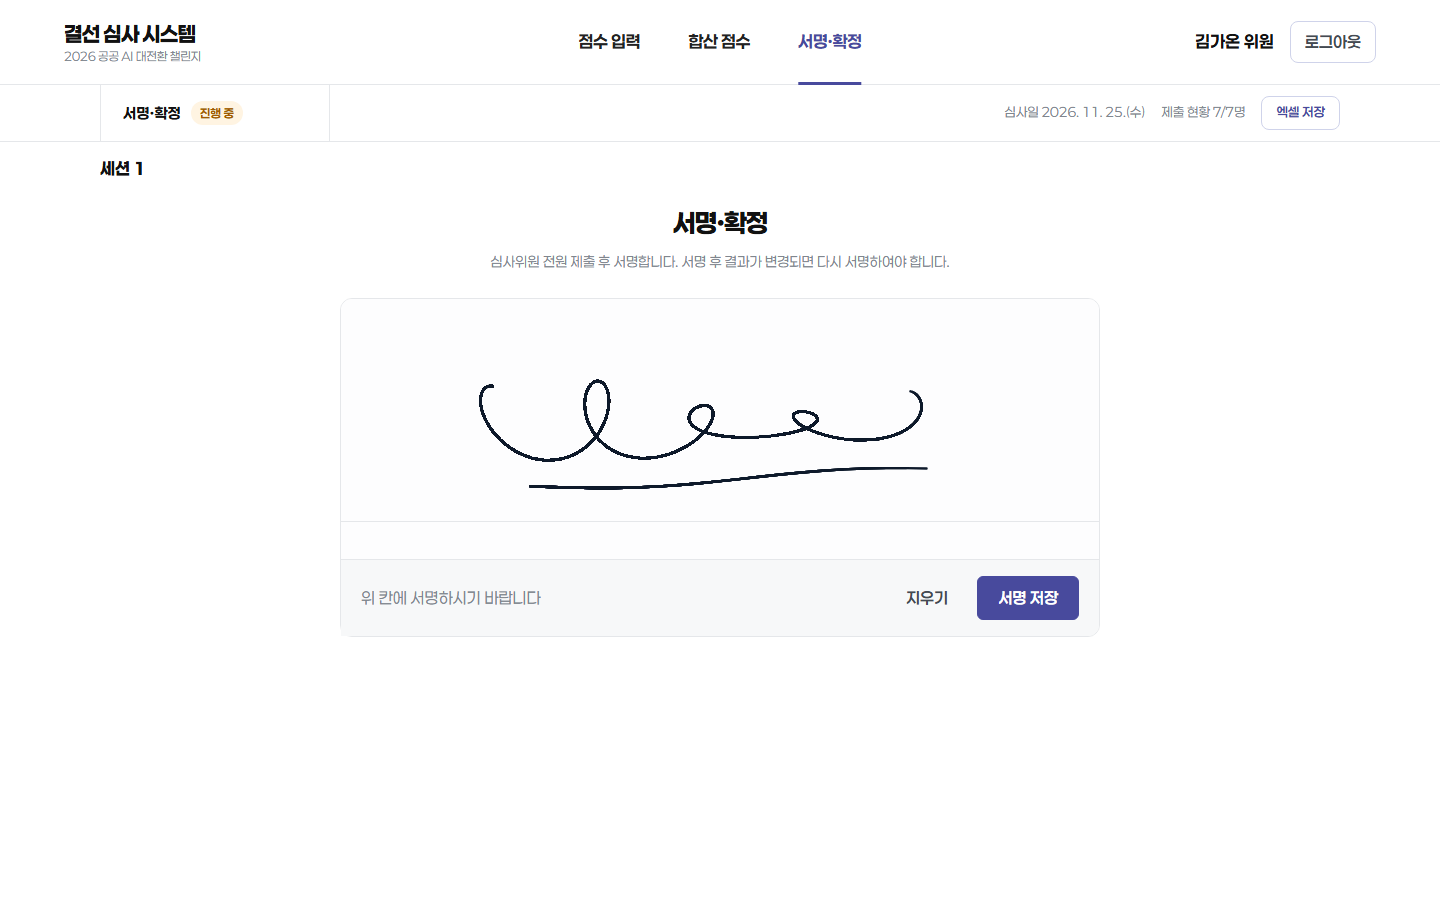 결선 심사 시스템
2026 공공 AI 대전환 챌린지
점수 입력
합산 점수
서명·확정
김가온 위원
로그아웃
서명·확정
진행 중
심사일 2026. 11. 25.(수)
제출 현황 7/7명
엑셀 저장
세션 1
서명·확정
심사위원 전원 제출 후 서명합니다. 서명 후 결과가 변경되면 다시 서명하여야 합니다.
위 칸에 서명하시기 바랍니다
지우기
서명 저장